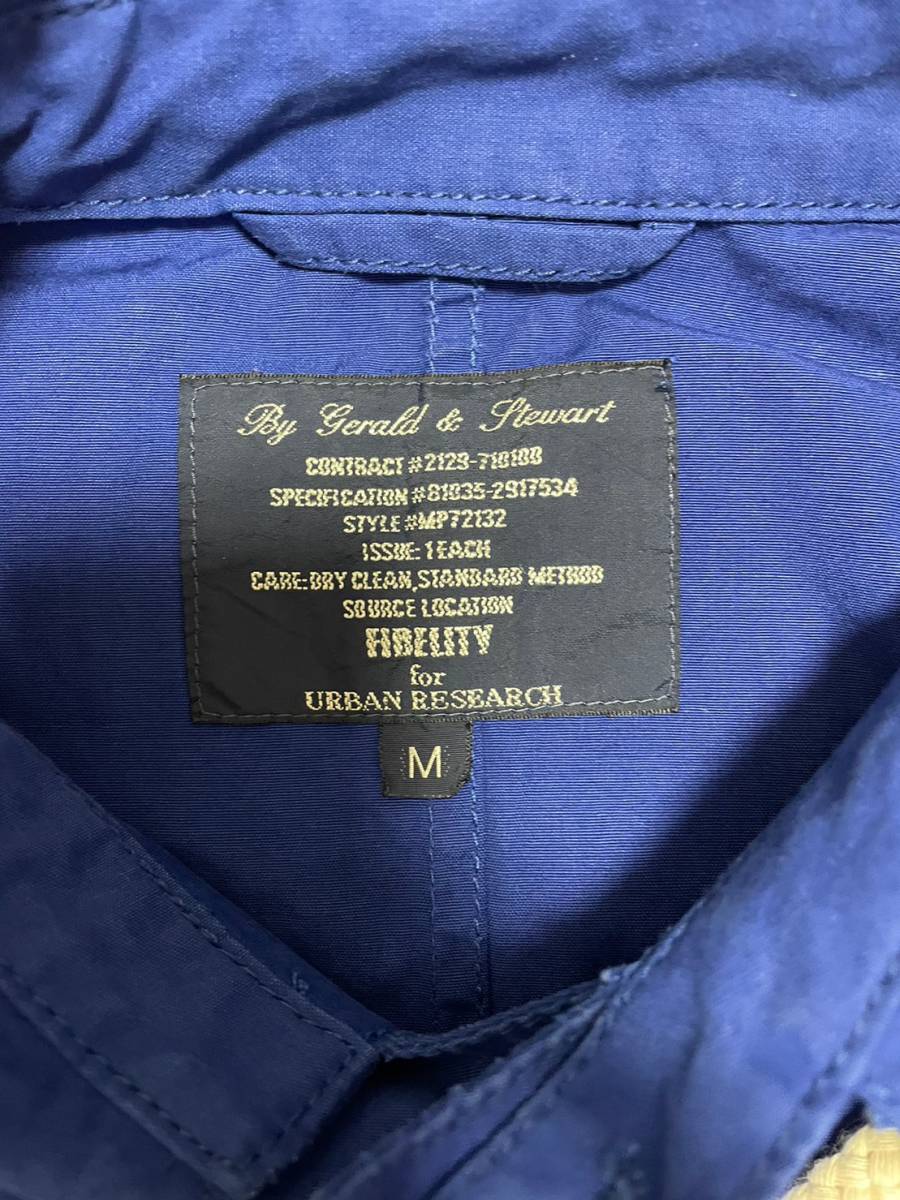 By Gerald & Stewart
CONTRACT #2129-710100
SPECIFICATION #81035-2917534
STYLE #MP72132
ISSUE: 1 EACH
CARE: DRY CLEAN, STANDARD METHOD
SOURCE LOCATION
FIDELITY
for
URBAN RESEARCH
M